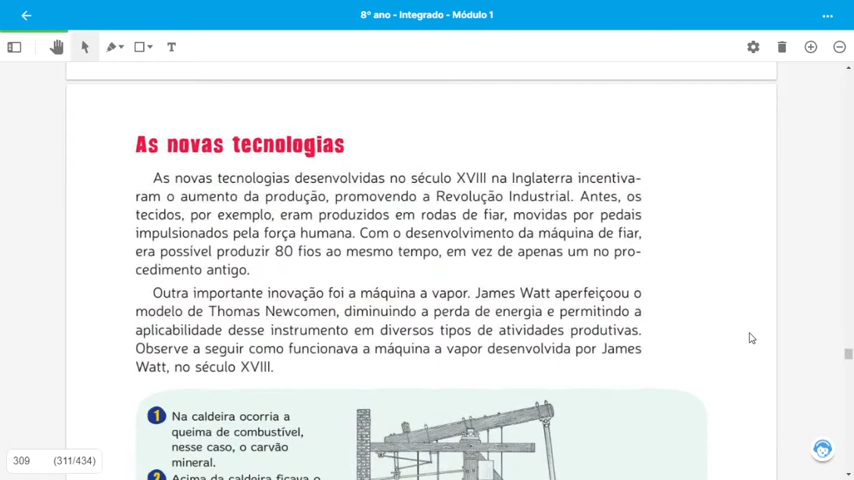 8º ano - Integrado - Módulo 1
T
As novas tecnologias
As novas tecnologias desenvolvidas no século XVIII na Inglaterra incentiva-
ram o aumento da produção, promovendo a Revolução Industrial. Antes, os
tecidos, por exemplo, eram produzidos em rodas de fiar, movidas por pedais
impulsionados pela força humana. Com o desenvolvimento da máquina de fiar,
era possível produzir 80 fios ao mesmo tempo, em vez de apenas um no pro-
cedimento antigo.
Outra importante inovação foi a máquina a vapor. James Watt aperfeiçoou o
modelo de Thomas Newcomen, diminuindo a perda de energia e permitindo a
aplicabilidade desse instrumento em diversos tipos de atividades produtivas.
Observe a seguir como funcionava a máquina a vapor desenvolvida por James
Watt, no século XVIII.
1 Na caldeira ocorria a
queima de combustível,
nesse caso, o carvão
mineral.
2 Acima da caldeira ficava o
309 (311/434)